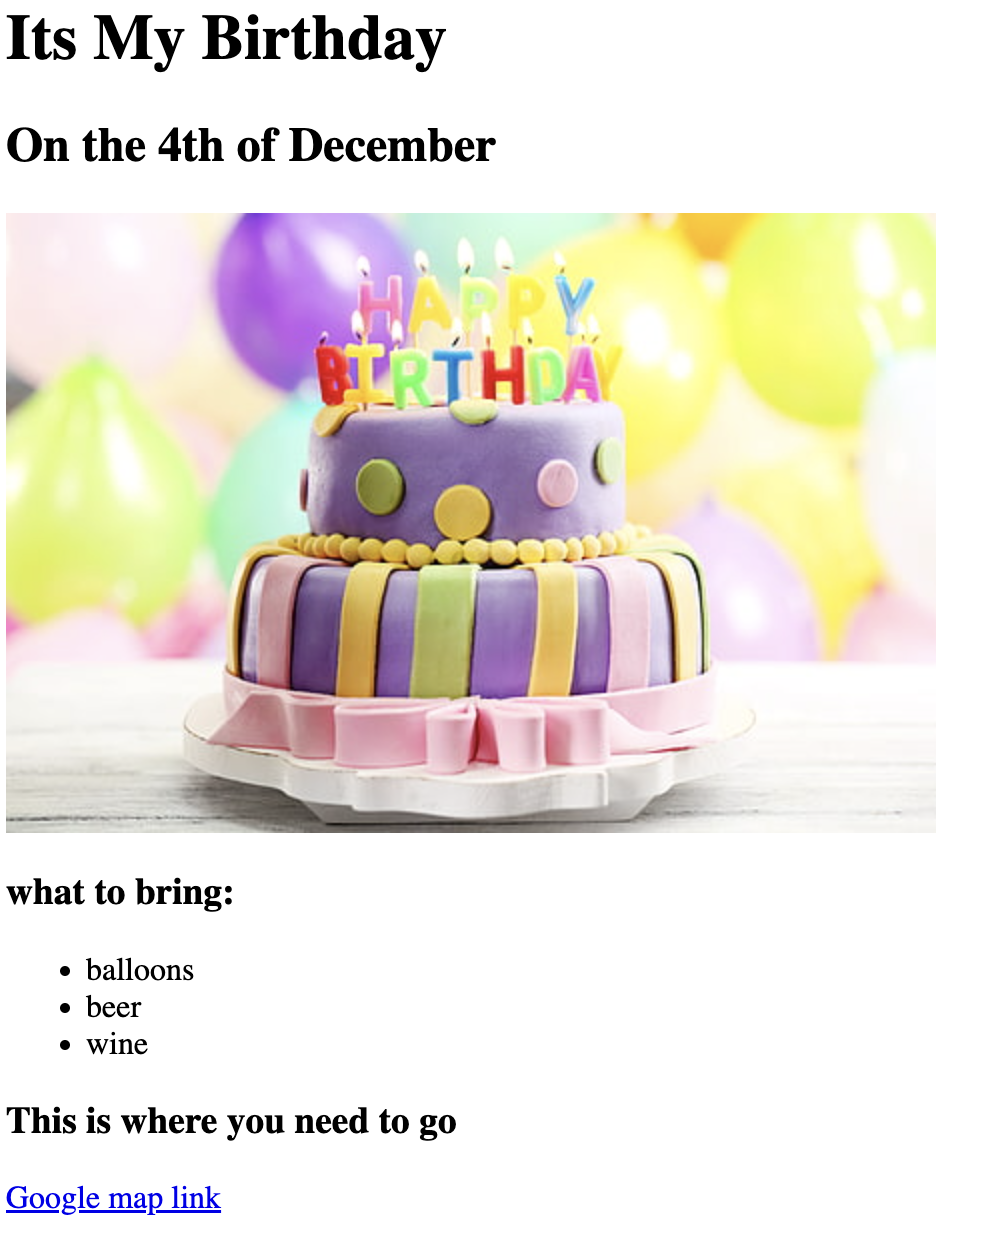 Its My Birthday
On the 4th of December
HAPPY
BIRTHDAY
what to bring:
balloons
beer
wine
This is where you need to go
Google map link